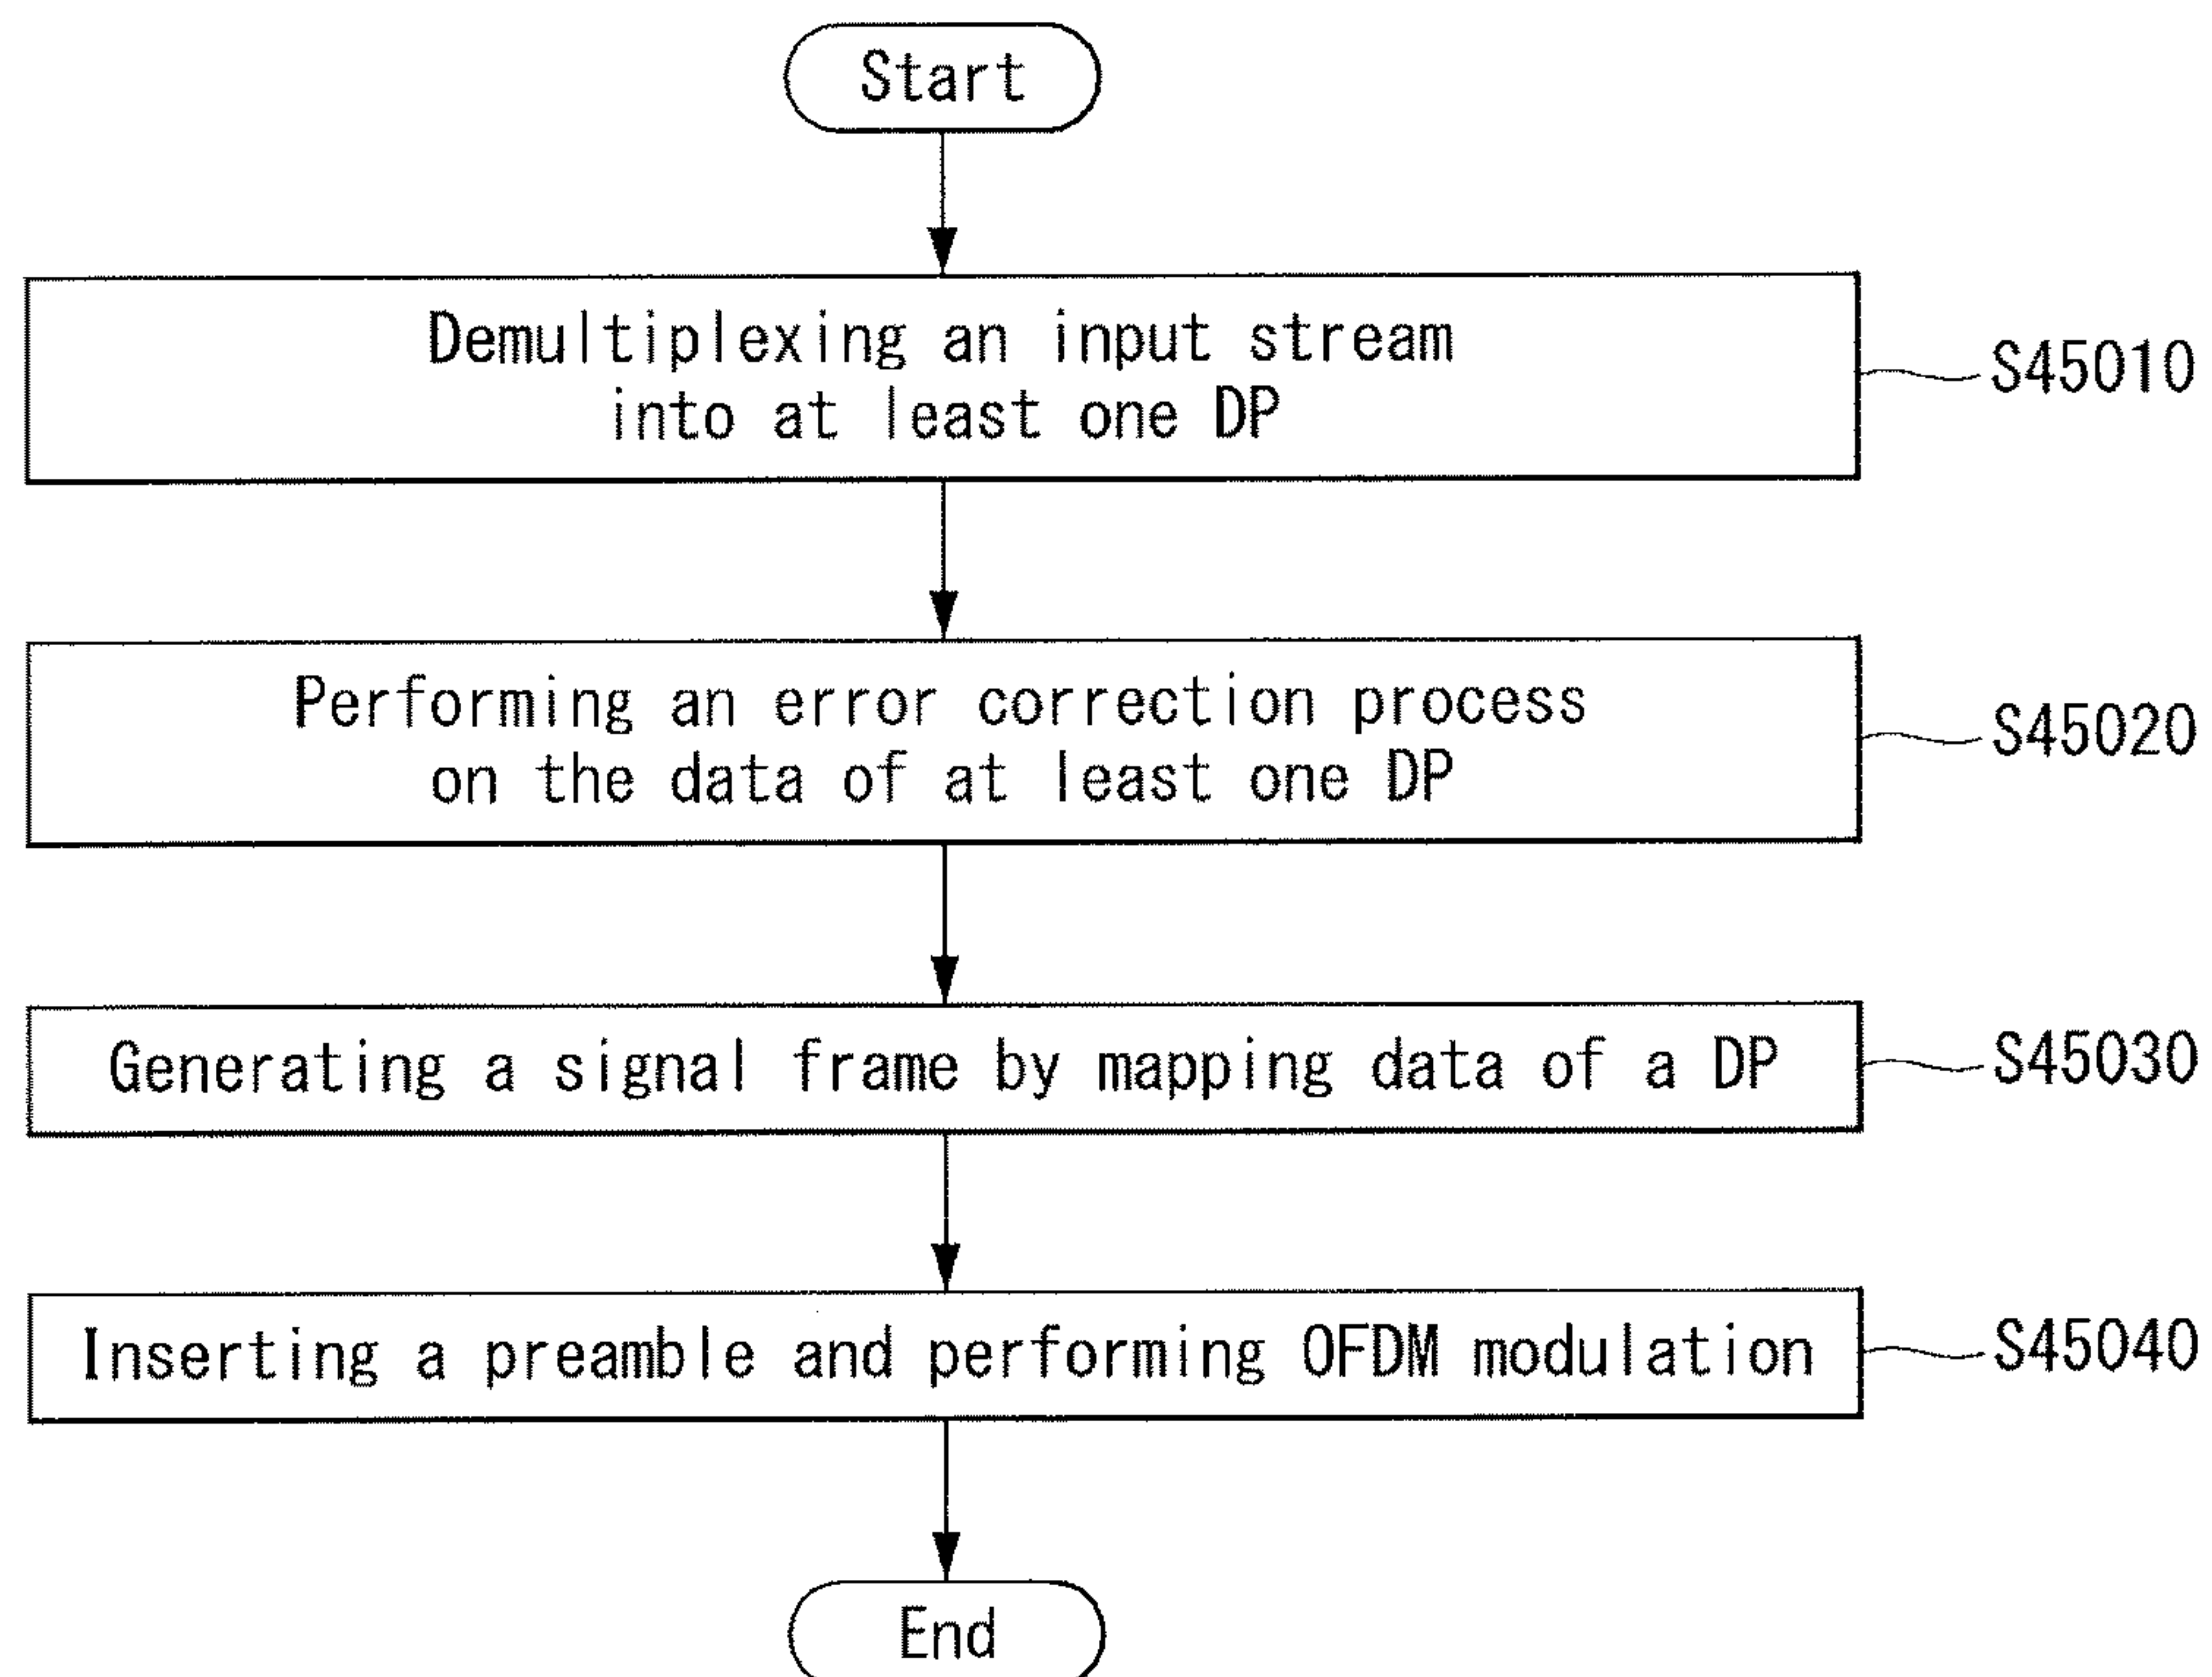 Start
Demultiplexing an input stream
into at least one DP
S45010
Performing an error correction process
on the data of at least one DP
S45020
Generating a signal frame by mapping data of a DP
S45030
Inserting a preamble and performing OFDM modulation
S45040
End